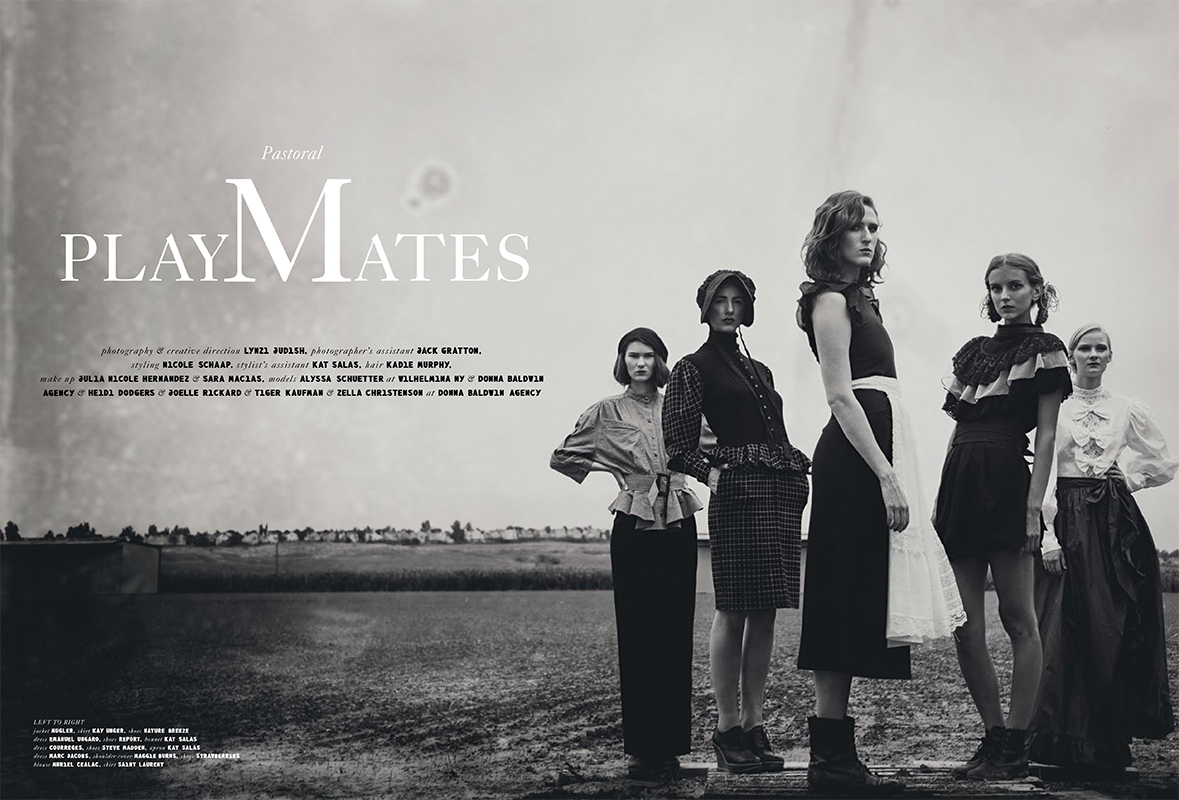 Pastoral
PLAYMATES
photography & creative direction LYNZI JUDISH, photographer's assistant JACK GRATTON,
styling NICOLE SCHAAP, stylist's assistant KAT SALAS, hair KADIE MURPHY,
make up JULIA NICOLE HERNANDEZ & SARA MACIAS, models ALYSSA SCHUETTER at WILHELMINA NY & DONNA BALDWIN
AGENCY & HEIDI DODGERS & JOELLE RICKARD & TIGER KAUFMAN & ZELLA CHRISTENSON at DONNA BALDWIN AGENCY
LEFT TO RIGHT
jacket MUGLER, skirt KAY UNGER, shoes NATURE BREEZE
dress EMANUEL UNGARO, shoes REPORT, bonnet KAT SALAS
dress COURREGES, shoes STEVE MADDEN, apron KAT SALAS
dress MARC JACOBS, shoulder cover MAGGIE BURNS, shoes STRAWBERRIES
blouse MURIEL CEALAC, skirt SAINT LAURENT